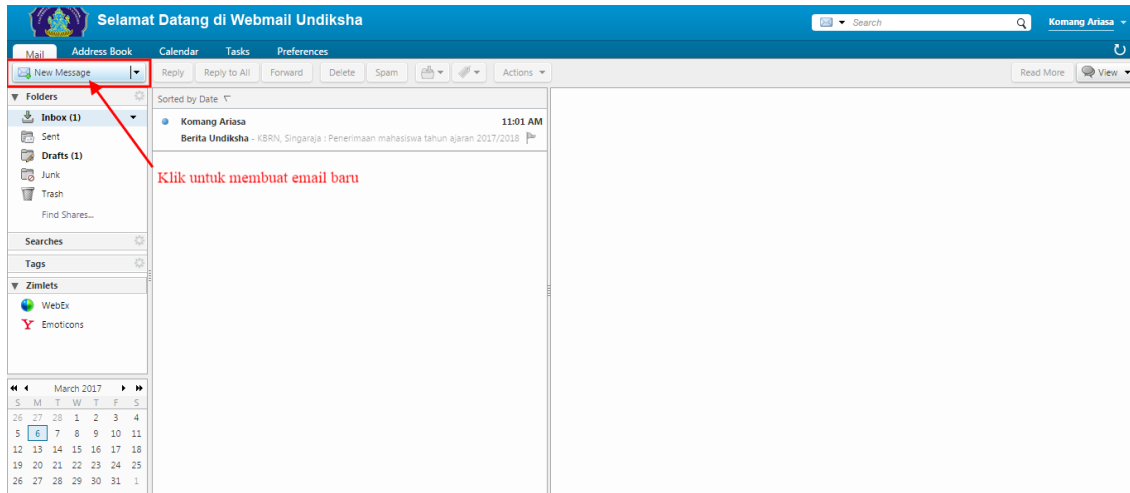 Selamat Datang di Webmail Undiksha
Search
Komang Ariasa
Mail Address Book Calendar Tasks Preferences
New Message Reply Reply to All Forward Delete Spam Actions Read More View
Folders
Inbox (1)
Sent
Drafts (1)
Junk
Trash
Find Shares...
Searches
Tags
Zimlets
WebEx
Emoticons
Sorted by Date
Komang Ariasa 11:01 AM
Berita Undiksha - KBRN, Singaraja : Penerimaan mahasiswa tahun ajaran 2017/2018
Klik untuk membuat email baru
March 2017
S M T W T F S
26 27 28 1 2 3 4
5 6 7 8 9 10 11
12 13 14 15 16 17 18
19 20 21 22 23 24 25
26 27 28 29 30 31 1